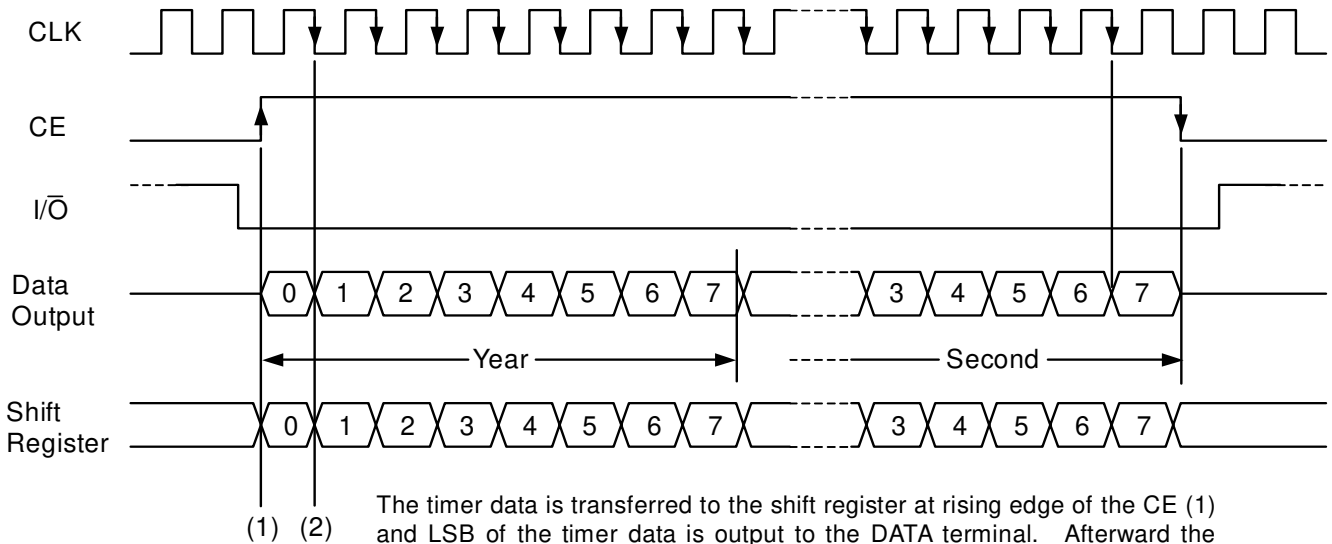 CLK
CE
I/O̅
Data
Output
0 1 2 3 4 5 6 7 3 4 5 6 7
Year Second
Shift
Register
0 1 2 3 4 5 6 7 3 4 5 6 7
(1) (2)
The timer data is transferred to the shift register at rising edge of the CE (1)
and LSB of the timer data is output to the DATA terminal. Afterward the